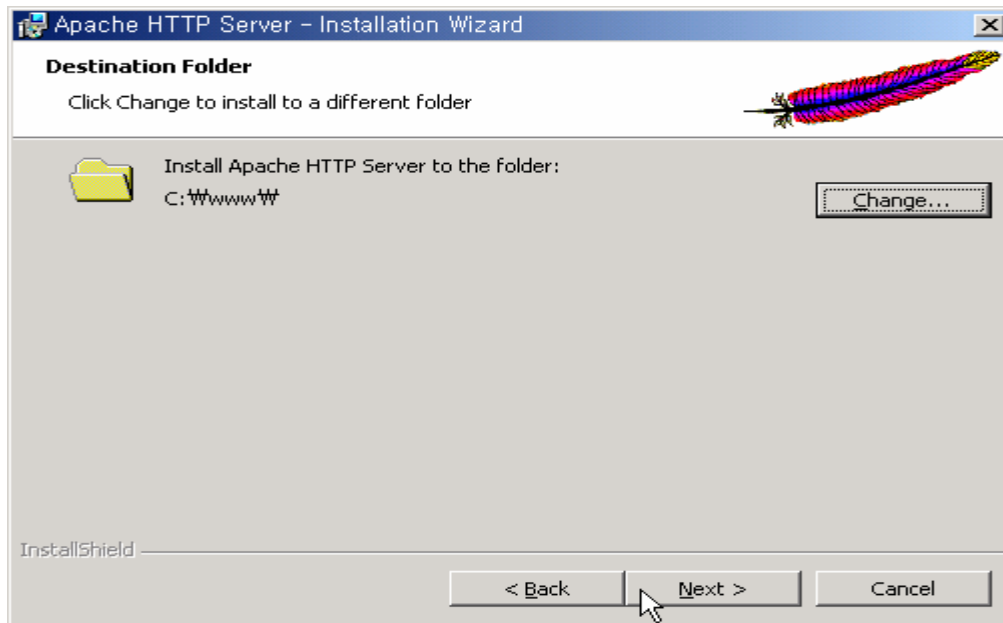 Apache HTTP Server - Installation Wizard
Destination Folder
Click Change to install to a different folder
Install Apache HTTP Server to the folder:
C:₩www₩
Change...
InstallShield
< Back
Next >
Cancel